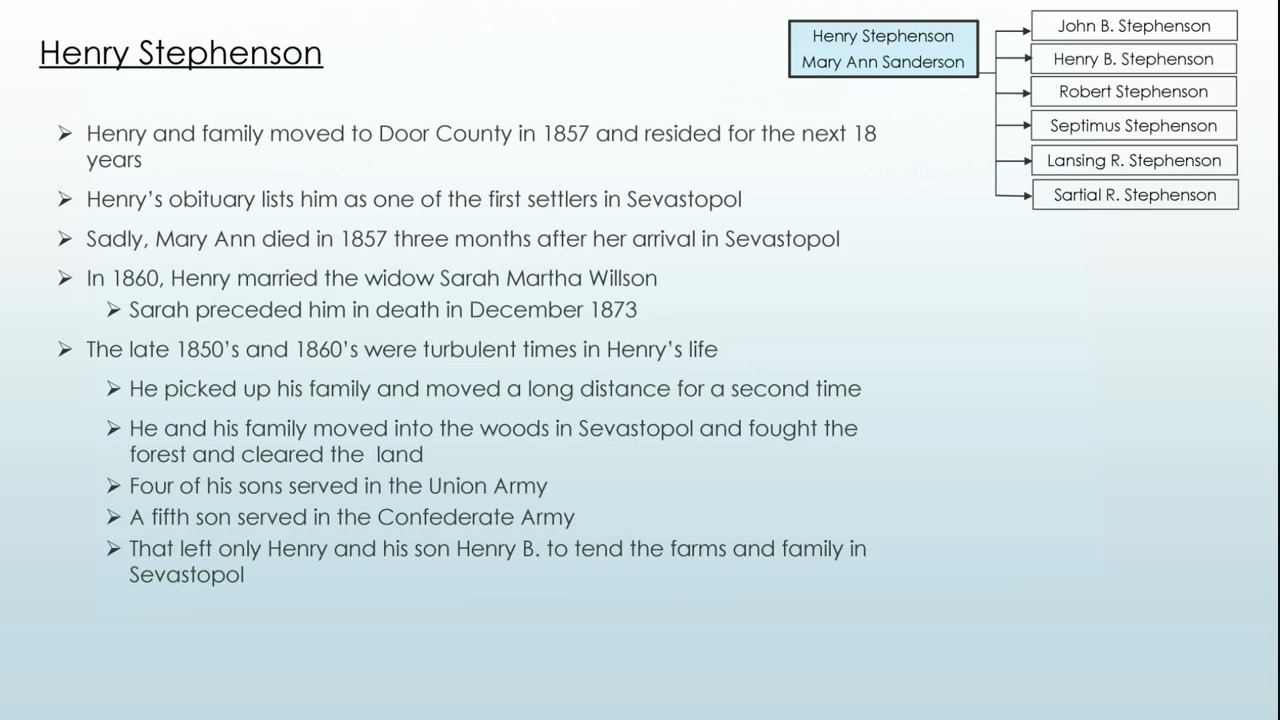 Henry Stephenson
Henry Stephenson
Mary Ann Sanderson
John B. Stephenson
Henry B. Stephenson
Robert Stephenson
Septimus Stephenson
Lansing R. Stephenson
Sartial R. Stephenson
Henry and family moved to Door County in 1857 and resided for the next 18
years
Henry's obituary lists him as one of the first settlers in Sevastopol
Sadly, Mary Ann died in 1857 three months after her arrival in Sevastopol
In 1860, Henry married the widow Sarah Martha Willson
Sarah preceded him in death in December 1873
The late 1850's and 1860's were turbulent times in Henry's life
He picked up his family and moved a long distance for a second time
He and his family moved into the woods in Sevastopol and fought the
forest and cleared the  land
Four of his sons served in the Union Army
A fifth son served in the Confederate Army
That left only Henry and his son Henry B. to tend the farms and family in
Sevastopol